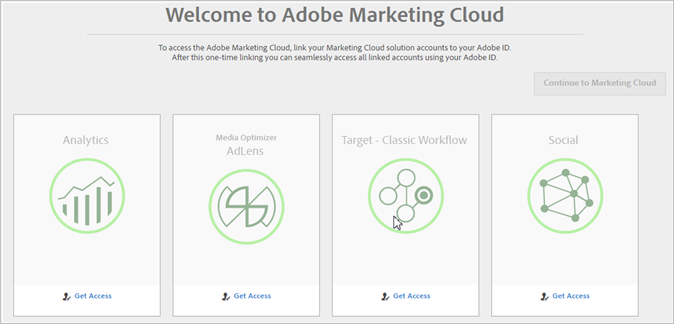 Welcome to Adobe Marketing Cloud
To access the Adobe Marketing Cloud, link your Marketing Cloud solution accounts to your Adobe ID.
After this one-time linking you can seamlessly access all linked accounts using your Adobe ID.
Continue to Marketing Cloud
Analytics
Media Optimizer
AdLens
Target - Classic Workflow
Social
Get Access
Get Access
Get Access
Get Access